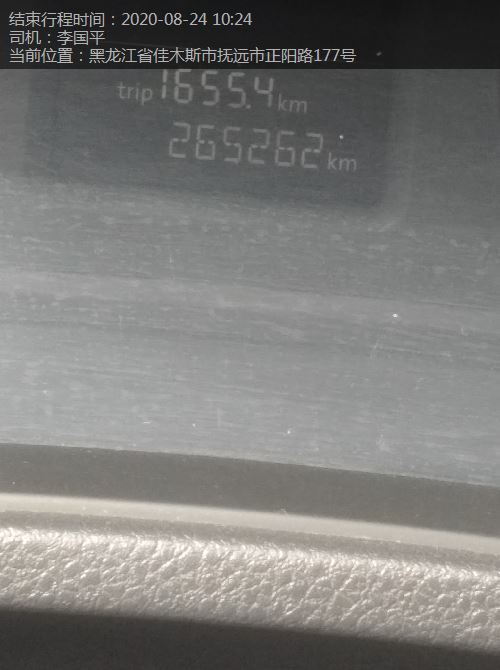 结束行程时间：2020-08-24 10:24
司机：李国平
当前位置：黑龙江省佳木斯市抚远市正阳路177号
trip 1655.4 km
265262 km